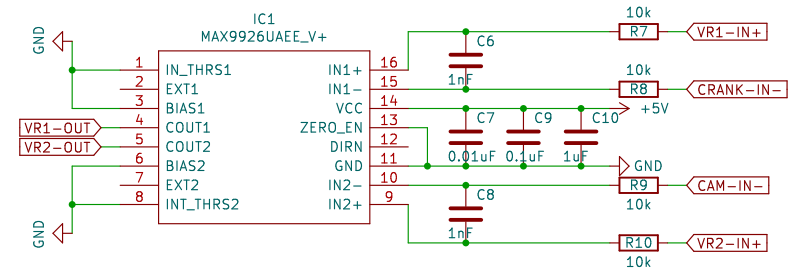 IC1
MAX9926UAEE_V+
GND
1 IN_THRS1
2 EXT1
3 BIAS1
VR1-OUT 4 COUT1
VR2-OUT 5 COUT2
6 BIAS2
7 EXT2
8 INT_THRS2
GND
IN1+ 16
IN1- 15
VCC 14
ZERO_EN 13
DIRN 12
GND 11
IN2- 10
IN2+ 9
10k
R7 VR1-IN+
C6
1nF
10k
R8 CRANK-IN-
+5V
C7 C9 C10
0.01uF 0.1uF 1uF
GND
R9 CAM-IN-
10k
C8
1nF
R10 VR2-IN+
10k